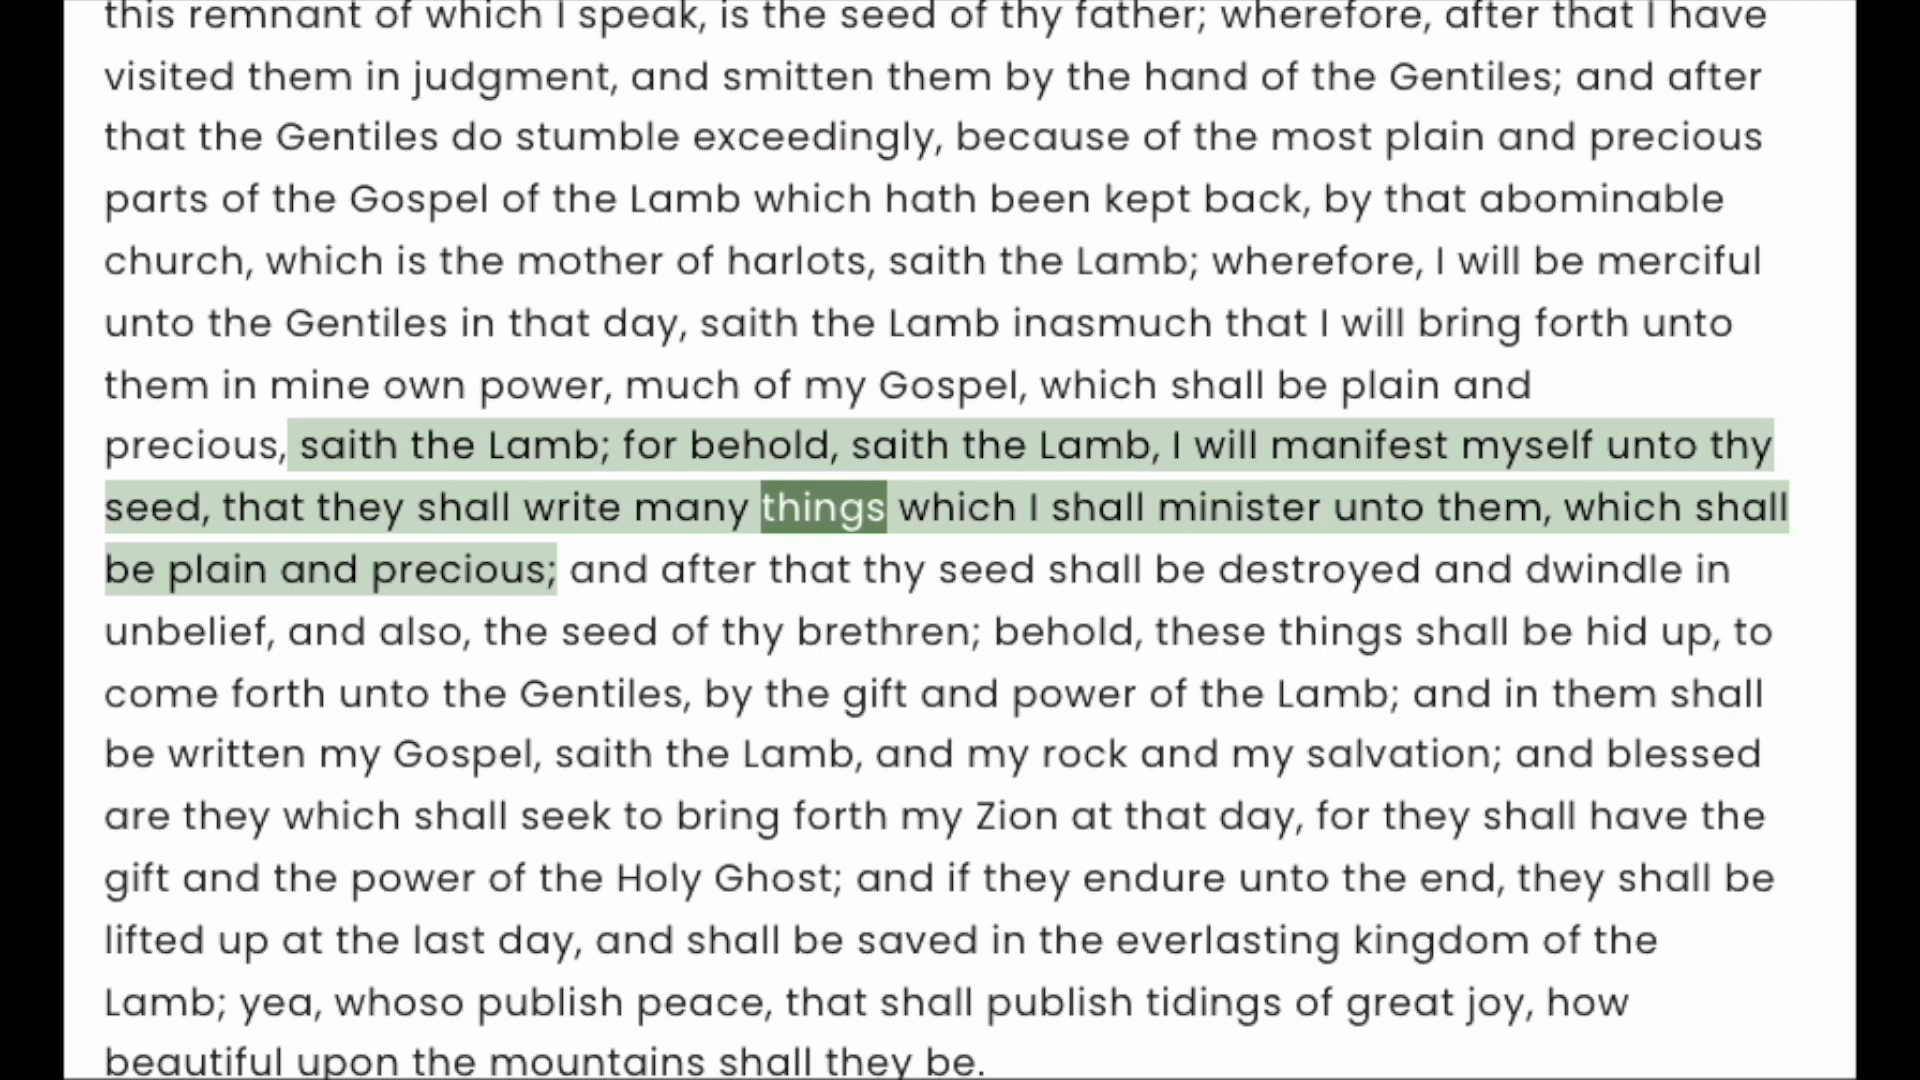 this remnant of which I speak, is the seed of thy father; wherefore, after that I have
visited them in judgment, and smitten them by the hand of the Gentiles; and after
that the Gentiles do stumble exceedingly, because of the most plain and precious
parts of the Gospel of the Lamb which hath been kept back, by that abominable
church, which is the mother of harlots, saith the Lamb; wherefore, I will be merciful
unto the Gentiles in that day, saith the Lamb inasmuch that I will bring forth unto
them in mine own power, much of my Gospel, which shall be plain and
precious, saith the Lamb; for behold, saith the Lamb, I will manifest myself unto thy
seed, that they shall write many things which I shall minister unto them, which shall
be plain and precious; and after that thy seed shall be destroyed and dwindle in
unbelief, and also, the seed of thy brethren; behold, these things shall be hid up, to
come forth unto the Gentiles, by the gift and power of the Lamb; and in them shall
be written my Gospel, saith the Lamb, and my rock and my salvation; and blessed
are they which shall seek to bring forth my Zion at that day, for they shall have the
gift and the power of the Holy Ghost; and if they endure unto the end, they shall be
lifted up at the last day, and shall be saved in the everlasting kingdom of the
Lamb; yea, whoso publish peace, that shall publish tidings of great joy, how
beautiful upon the mountains shall they be.